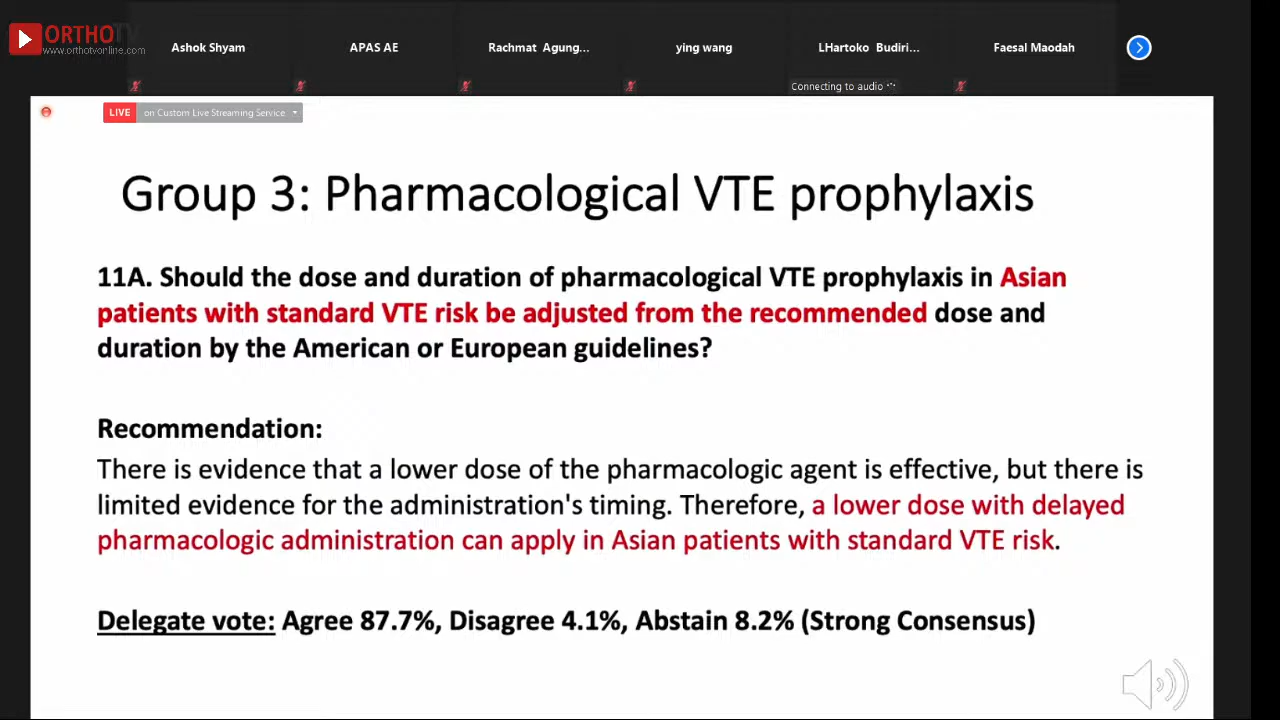 ORTHOTV
www.orthotvonline.com
Ashok Shyam
APAS AE
Rachmat Agung...
ying wang
LHartoko Budiri...
Faesal Maodah
Connecting to audio
LIVE
on Custom Live Streaming Service
Group 3: Pharmacological VTE prophylaxis
11A. Should the dose and duration of pharmacological VTE prophylaxis in Asian
patients with standard VTE risk be adjusted from the recommended dose and
duration by the American or European guidelines?
Recommendation:
There is evidence that a lower dose of the pharmacologic agent is effective, but there is
limited evidence for the administration's timing. Therefore, a lower dose with delayed
pharmacologic administration can apply in Asian patients with standard VTE risk.
Delegate vote: Agree 87.7%, Disagree 4.1%, Abstain 8.2% (Strong Consensus)